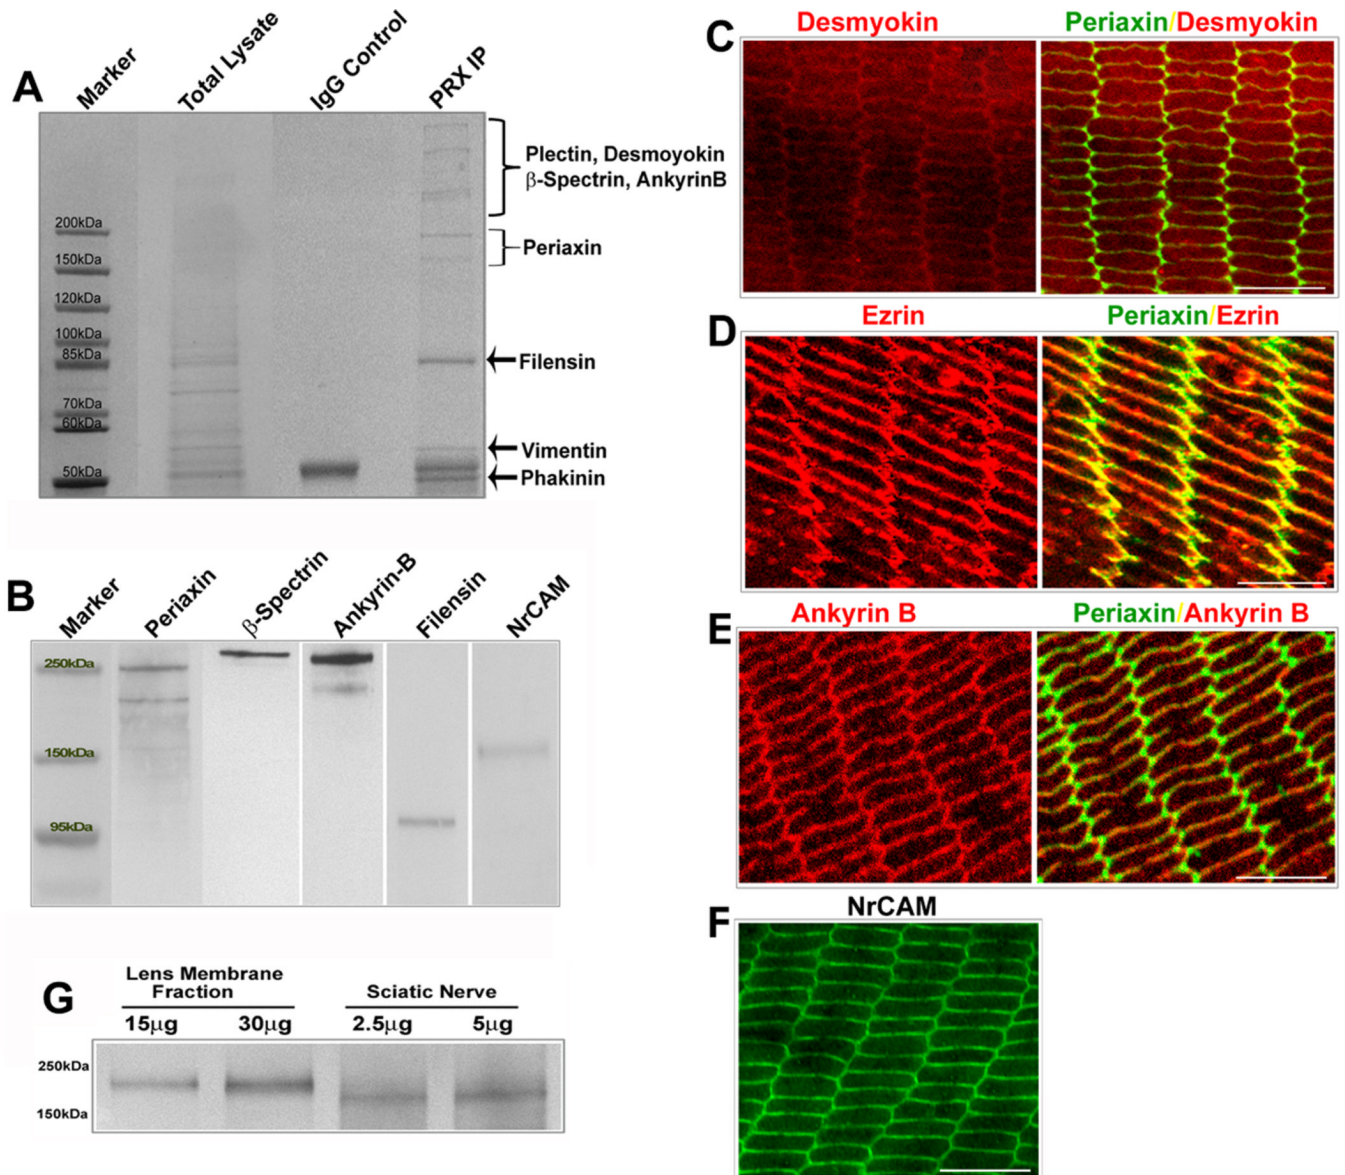 A
Marker
Total Lysate
IgG Control
PRX IP
200kDa
150kDa
120kDa
100kDa
85kDa
70kDa
60kDa
50kDa
Plectin, Desmoyokin
β-Spectrin, AnkyrinB
Periaxin
Filensin
Vimentin
Phakinin
B
Marker
Periaxin
β-Spectrin
Ankyrin-B
Filensin
NrCAM
250kDa
150kDa
95kDa
G
Lens Membrane
Fraction
Sciatic Nerve
15μg 30μg 2.5μg 5μg
250kDa
150kDa
C
Desmyokin
Periaxin/Desmyokin
D
Ezrin
Periaxin/Ezrin
E
Ankyrin B
Periaxin/Ankyrin B
F
NrCAM